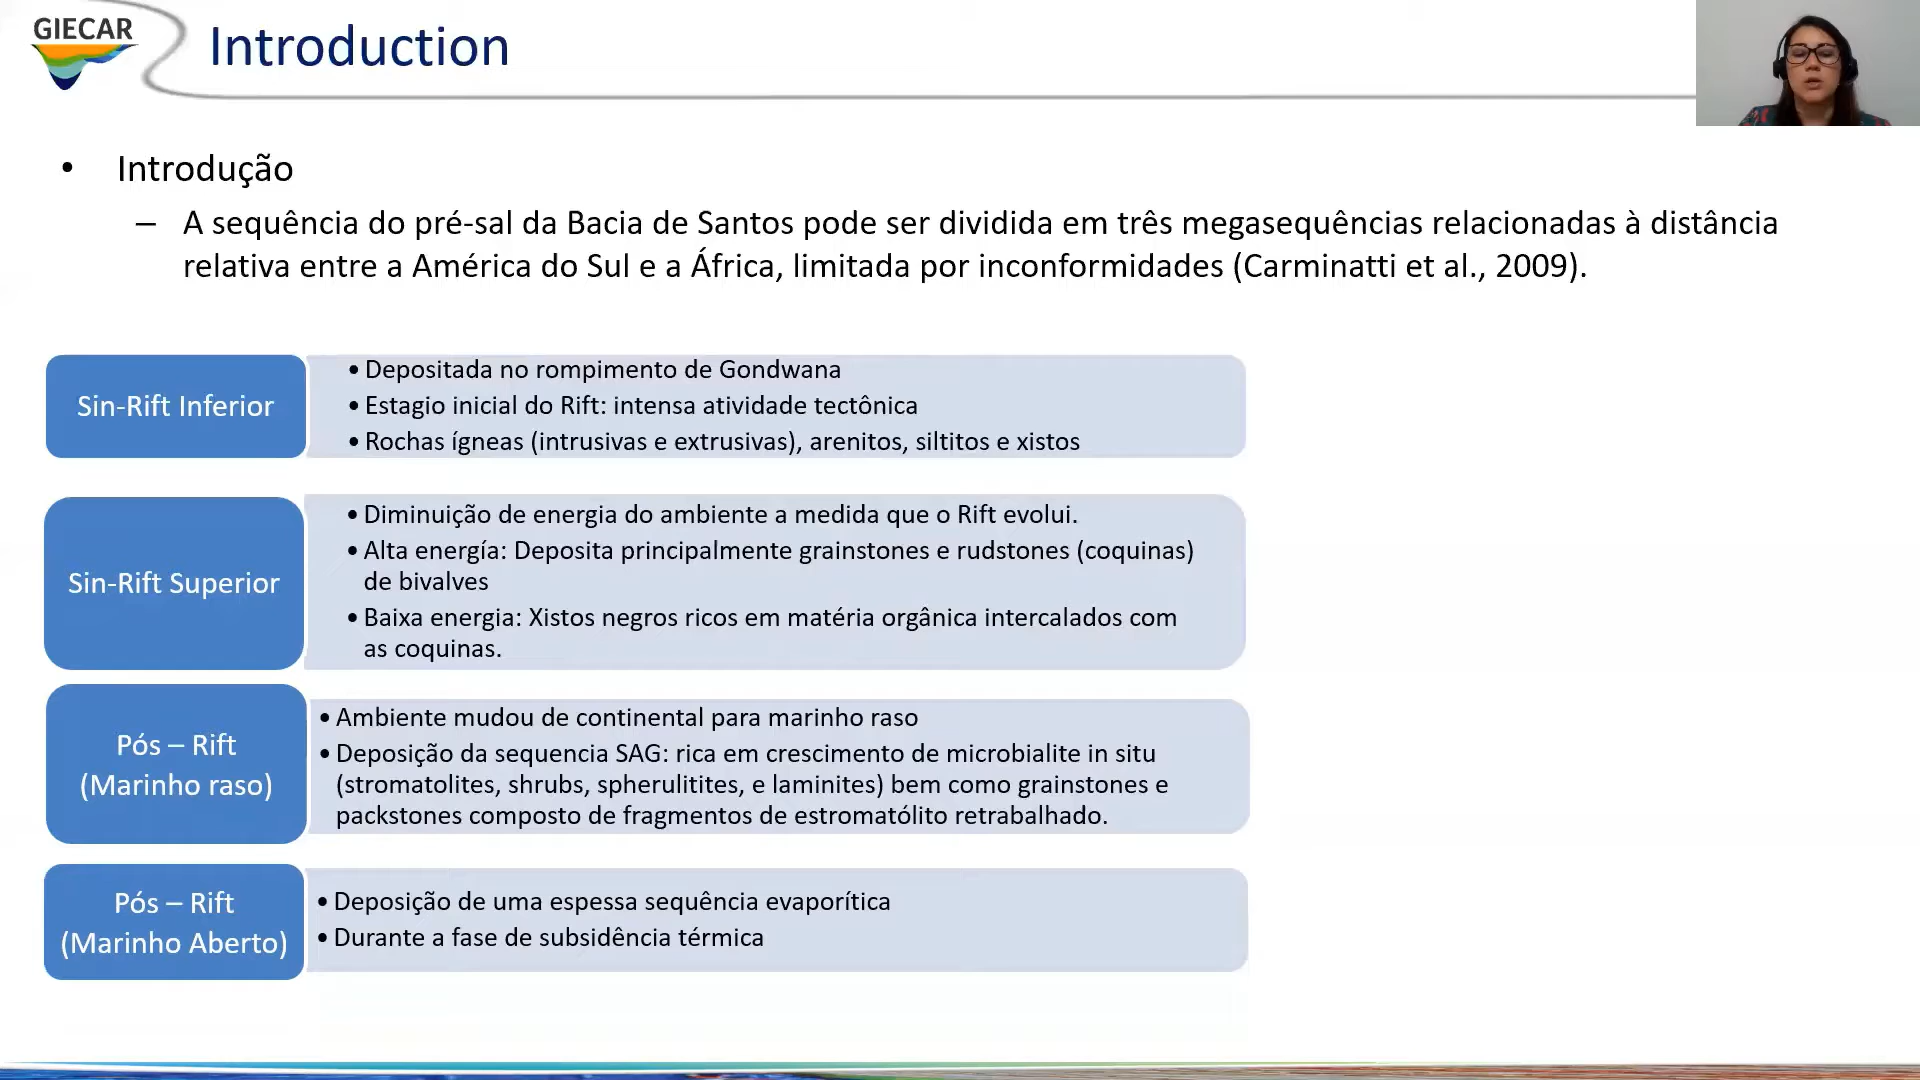 GIECAR
Introduction
• Introdução
– A sequência do pré-sal da Bacia de Santos pode ser dividida em três megasequências relacionadas à distância
relativa entre a América do Sul e a África, limitada por inconformidades (Carminatti et al., 2009).
Sin-Rift Inferior
• Depositada no rompimento de Gondwana
• Estagio inicial do Rift: intensa atividade tectônica
• Rochas ígneas (intrusivas e extrusivas), arenitos, siltitos e xistos
Sin-Rift Superior
• Diminuição de energia do ambiente a medida que o Rift evolui.
• Alta energía: Deposita principalmente grainstones e rudstones (coquinas)
de bivalves
• Baixa energia: Xistos negros ricos em matéria orgânica intercalados com
as coquinas.
Pós – Rift
(Marinho raso)
• Ambiente mudou de continental para marinho raso
• Deposição da sequencia SAG: rica em crescimento de microbialite in situ
(stromatolites, shrubs, spherulitites, e laminites) bem como grainstones e
packstones composto de fragmentos de estromatólito retrabalhado.
Pós – Rift
(Marinho Aberto)
• Deposição de uma espessa sequência evaporítica
• Durante a fase de subsidência térmica